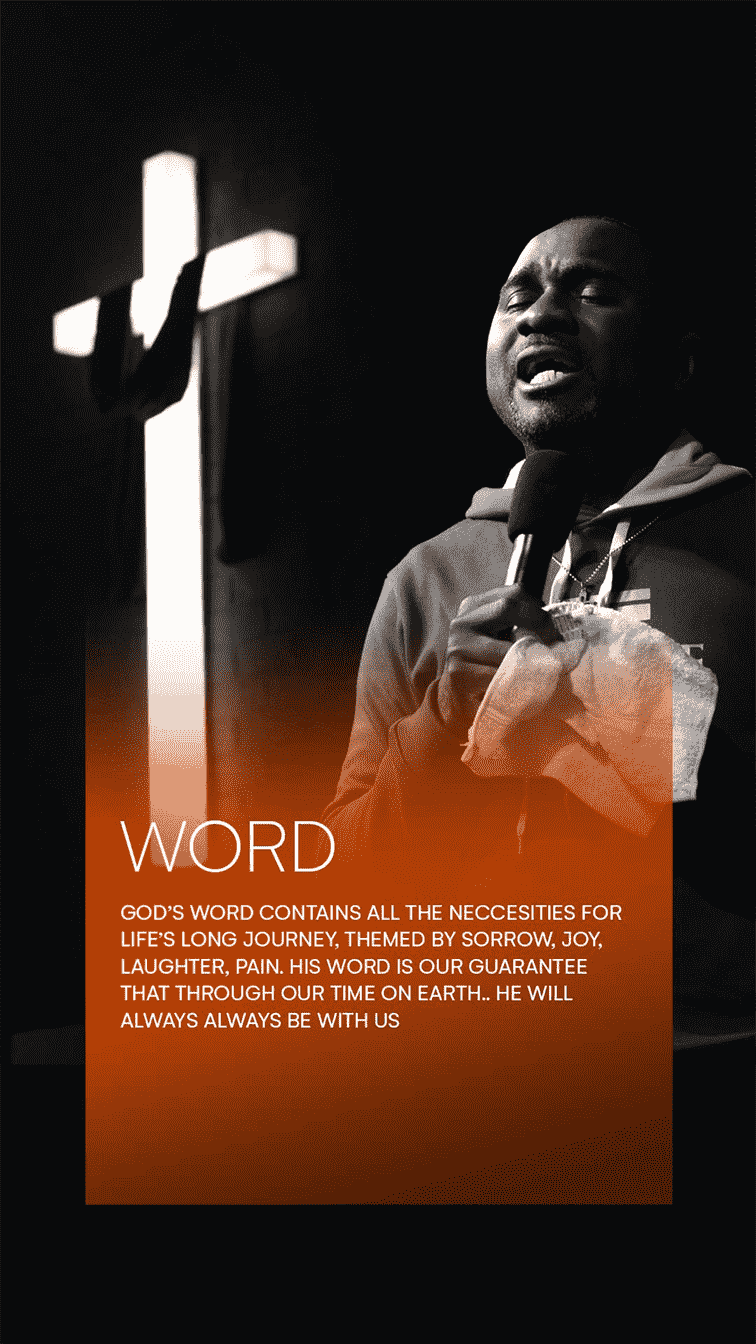 WORD
GOD'S WORD CONTAINS ALL THE NECCESITIES FOR
LIFE'S LONG JOURNEY, THEMED BY SORROW, JOY,
LAUGHTER, PAIN. HIS WORD IS OUR GUARANTEE
THAT THROUGH OUR TIME ON EARTH.. HE WILL
ALWAYS ALWAYS BE WITH US